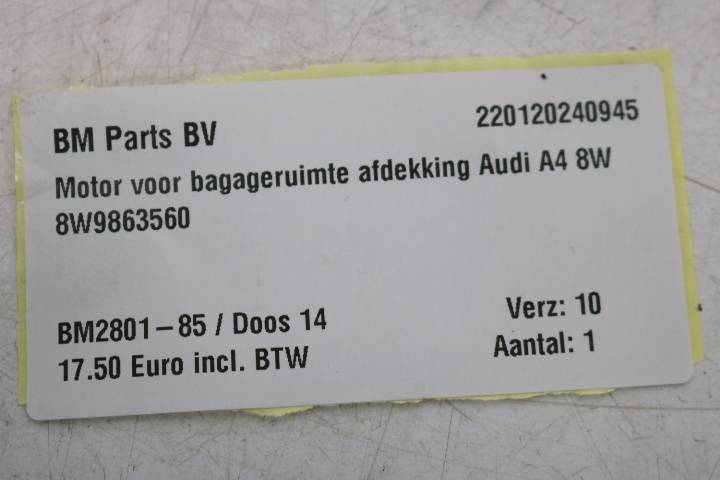 BM Parts BV
220120240945
Motor voor bagageruimte afdekking Audi A4 8W
8W9863560
BM2801-85 / Doos 14
Verz: 10
17.50 Euro incl. BTW
Aantal: 1